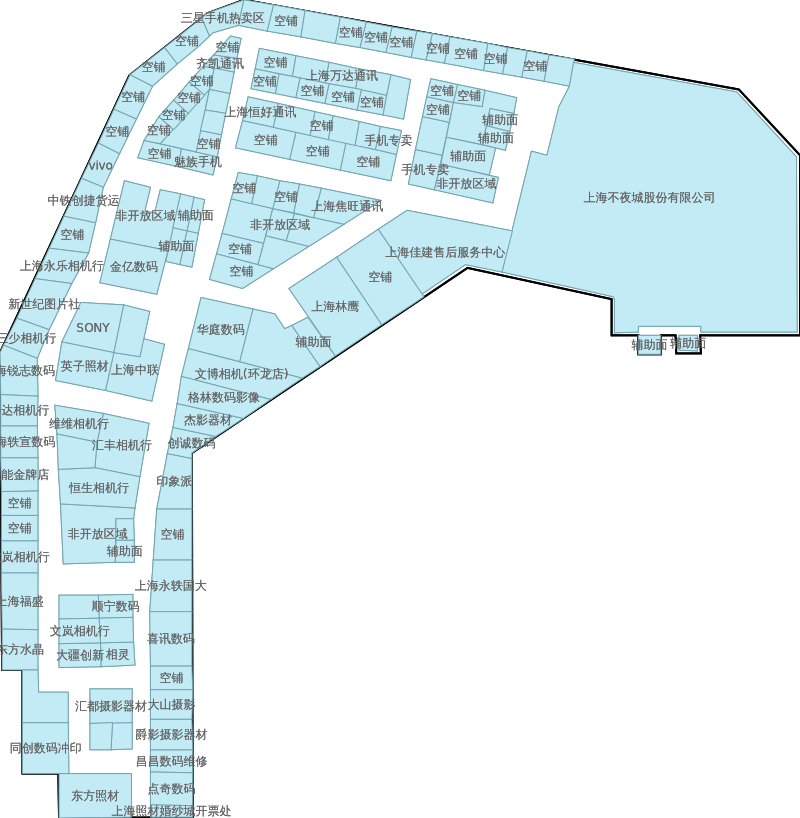 三星手机热卖区
空铺
空铺
空铺
空铺
空铺
空铺
空铺
空铺
空铺
空铺
空铺
齐凯通讯
空铺
空铺
上海万达通讯
空铺
空铺
空铺
空铺
空铺
空铺
空铺
空铺
空铺
空铺
空铺
空铺
上海恒好通讯
空铺
空铺
辅助面
空铺
空铺
手机专卖
辅助面
空铺
空铺
空铺
空铺
魅族手机
空铺
辅助面
vivo
手机专卖
非开放区域
空铺
空铺
中铁创捷货运
上海焦旺通讯
上海不夜城股份有限公司
非开放区域
辅助面
非开放区域
空铺
辅助面
空铺
上海佳建售后服务中心
上海永乐相机行
金亿数码
空铺
空铺
新世纪图片社
上海林鹰
SONY
华庭数码
三少相机行
辅助面
辅助面
辅助面
英子照材
上海中联
海锐志数码
文博相机(环龙店)
格林数码影像
达相机行
维维相机行
杰影器材
海轶宣数码
汇丰相机行
创诚数码
能金牌店
恒生相机行
印象派
空铺
空铺
非开放区域
空铺
岚相机行
辅助面
上海永轶国大
上海福盛
顺宁数码
文岚相机行
喜讯数码
东方水晶
大疆创新
相灵
空铺
汇都摄影器材
大山摄影
爵影摄影器材
同创数码冲印
昌昌数码维修
东方照材
点奇数码
上海照材婚纱城开票处